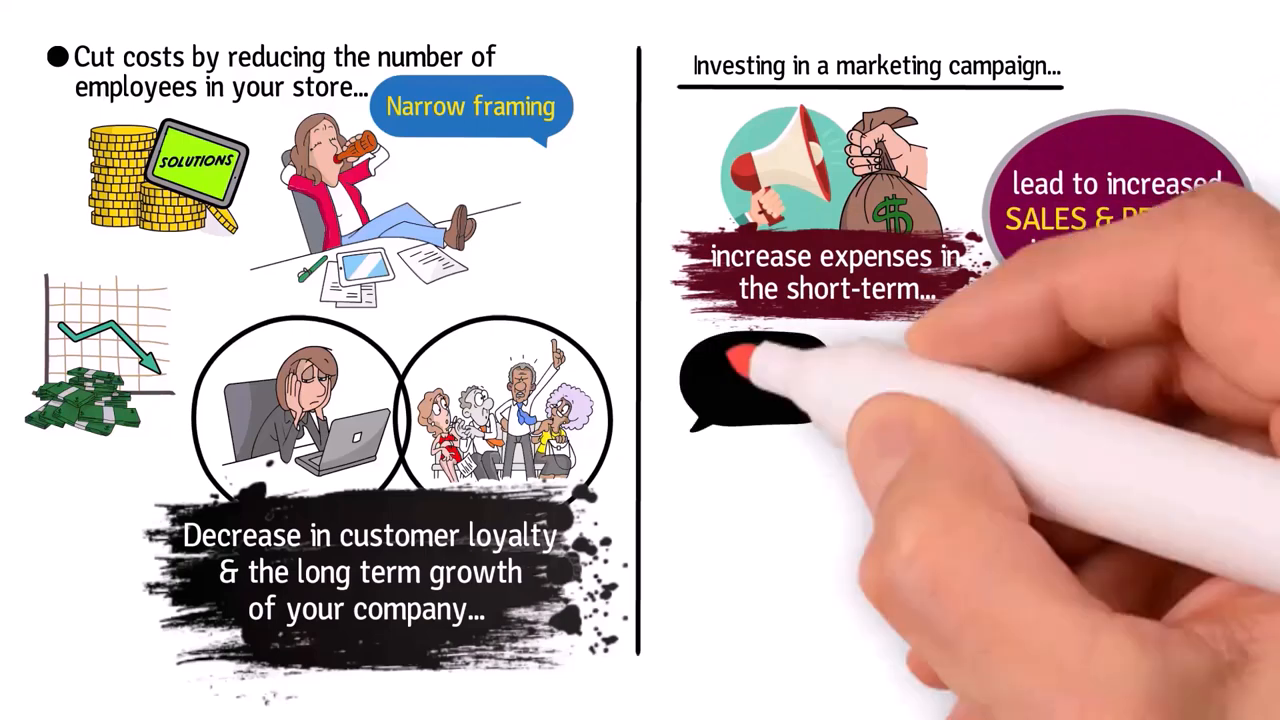 Cut costs by reducing the number of
employees in your store...
Narrow framing
SOLUTIONS
Decrease in customer loyalty
& the long term growth
of your company...
Investing in a marketing campaign...
increase expenses in
the short-term...
lead to increased
SALES &